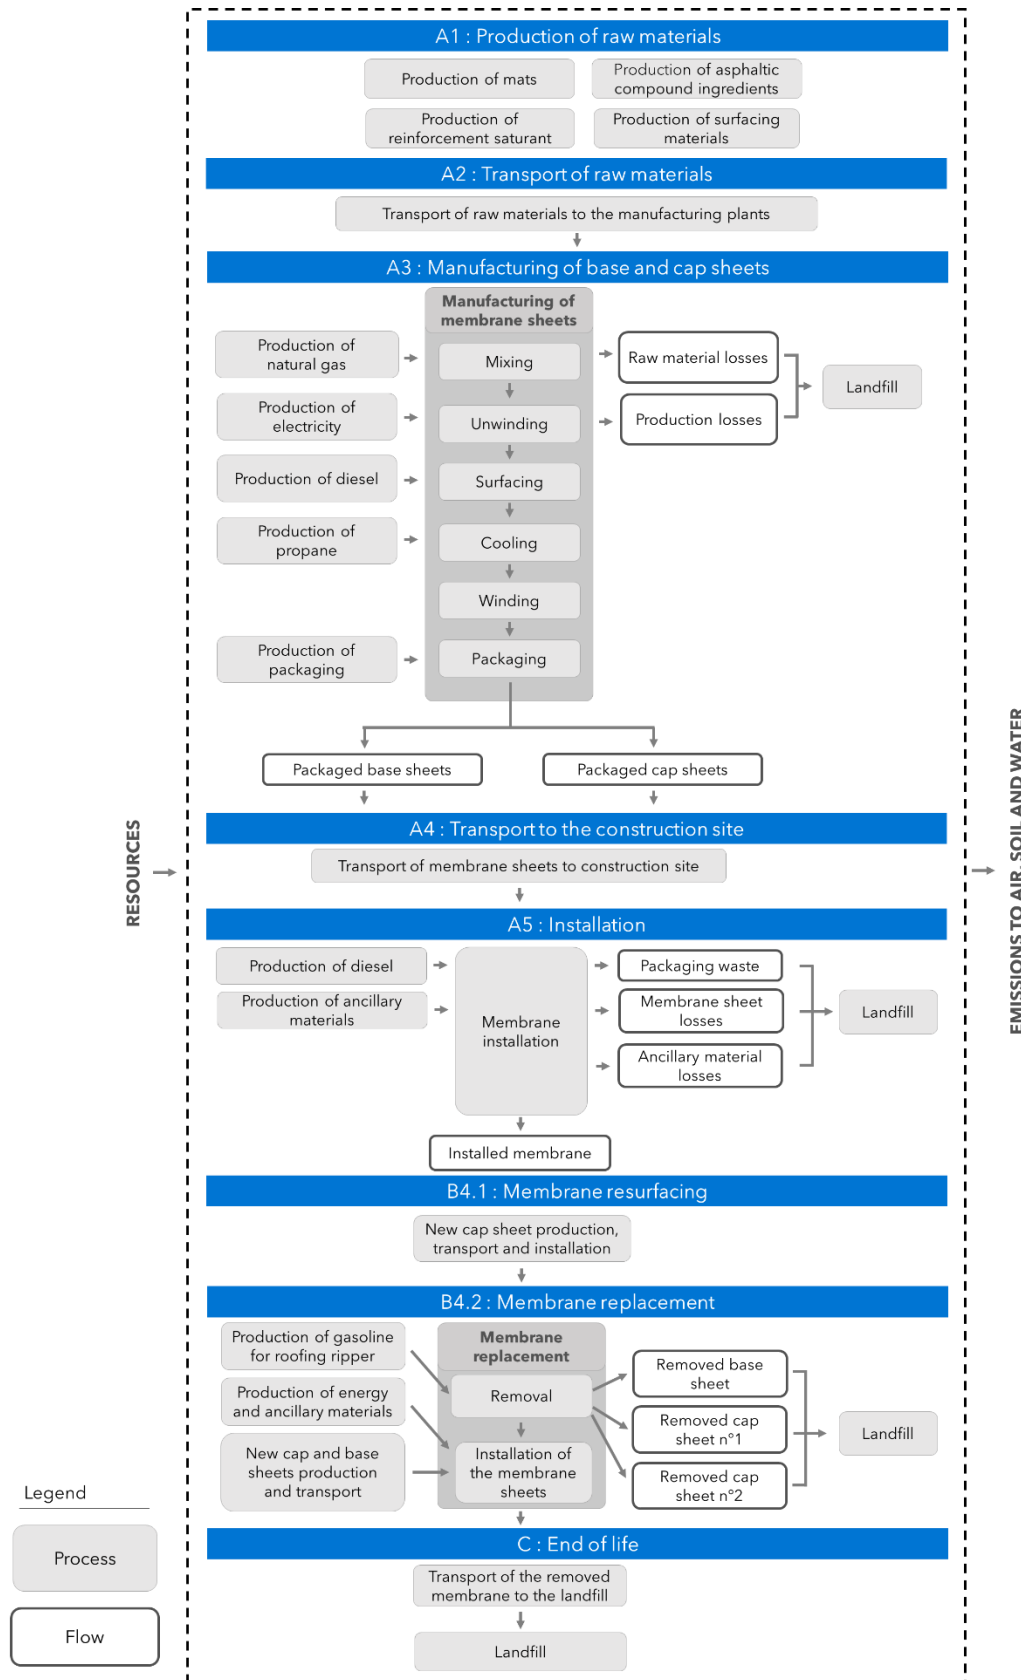 A1 : Production of raw materials
Production of mats
Production of asphaltic
compound ingredients
Production of
reinforcement saturant
Production of surfacing
materials
A2 : Transport of raw materials
Transport of raw materials to the manufacturing plants
A3 : Manufacturing of base and cap sheets
Manufacturing of
membrane sheets
Production of
natural gas
Mixing
Raw material losses
Landfill
Production of
electricity
Unwinding
Production losses
Production of diesel
Surfacing
Production of
propane
Cooling
Winding
Production of
packaging
Packaging
Packaged base sheets
Packaged cap sheets
A4 : Transport to the construction site
Transport of membrane sheets to construction site
RESOURCES
EMISSIONS TO AIR, SOIL AND WATER
A5 : Installation
Production of diesel
Production of ancillary
materials
Membrane
installation
Packaging waste
Membrane sheet
losses
Ancillary material
losses
Landfill
Installed membrane
B4.1 : Membrane resurfacing
New cap sheet production,
transport and installation
B4.2 : Membrane replacement
Membrane
replacement
Production of gasoline
for roofing ripper
Production of energy
and ancillary materials
New cap and base
sheets production
and transport
Removal
Installation of
the membrane
sheets
Removed base
sheet
Removed cap
sheet n°1
Removed cap
sheet n°2
Landfill
C : End of life
Transport of the removed
membrane to the landfill
Landfill
Legend
Process
Flow